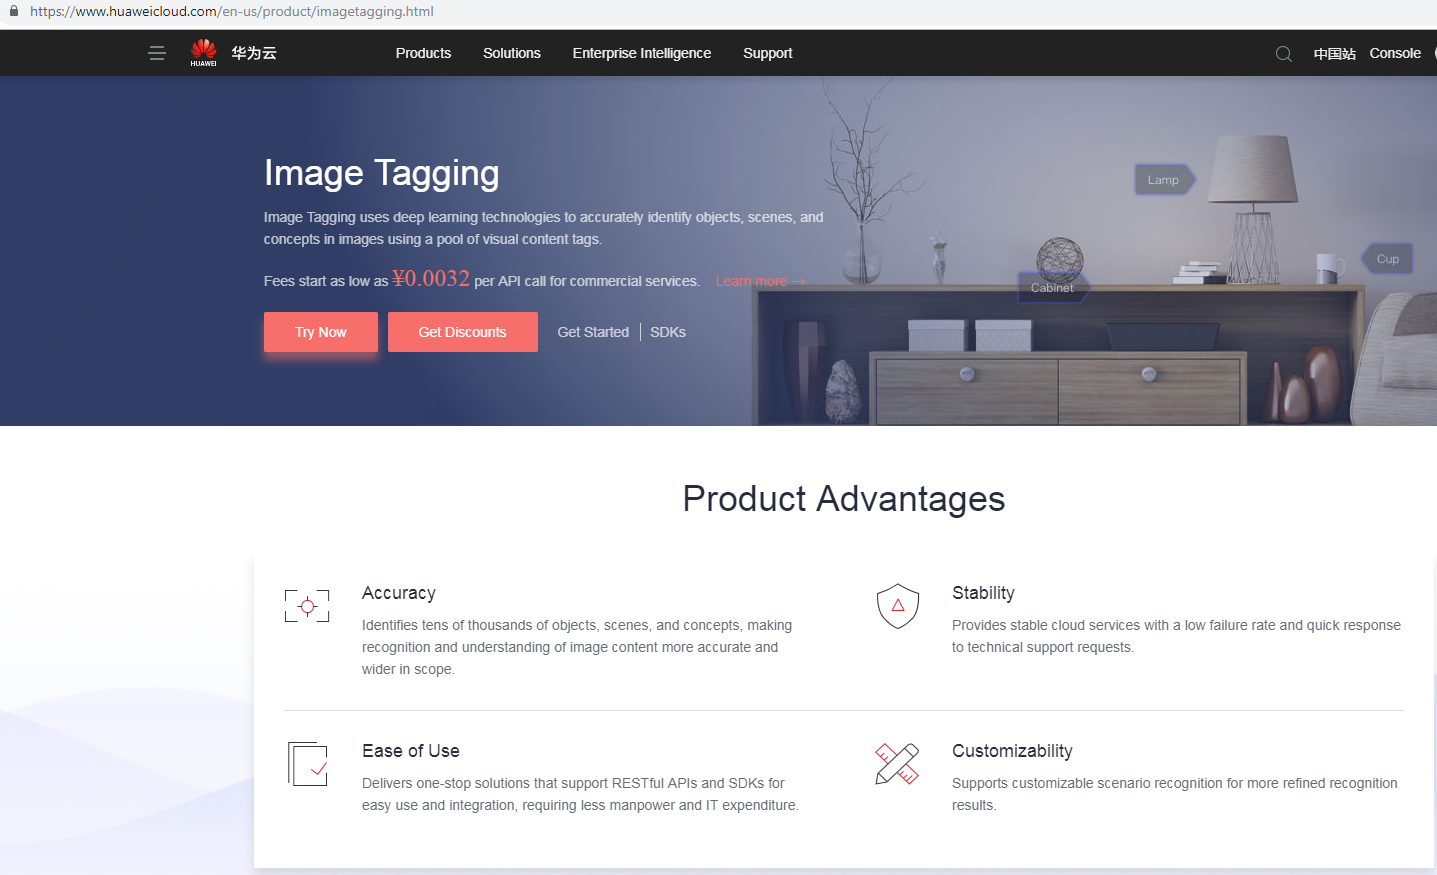 https://www.huaweicloud.com/en-us/product/imagetagging.html
HUAWEI
华为云
Products
Solutions
Enterprise Intelligence
Support
中国站
Console
Image Tagging
Image Tagging uses deep learning technologies to accurately identify objects, scenes, and
concepts in images using a pool of visual content tags.
Fees start as low as ¥0.0032 per API call for commercial services. Learn more →
Try Now
Get Discounts
Get Started
SDKs
Lamp
Cup
Cabinet
Product Advantages
Accuracy
Identifies tens of thousands of objects, scenes, and concepts, making
recognition and understanding of image content more accurate and
wider in scope.
Stability
Provides stable cloud services with a low failure rate and quick response
to technical support requests.
Ease of Use
Delivers one-stop solutions that support RESTful APIs and SDKs for
easy use and integration, requiring less manpower and IT expenditure.
Customizability
Supports customizable scenario recognition for more refined recognition
results.